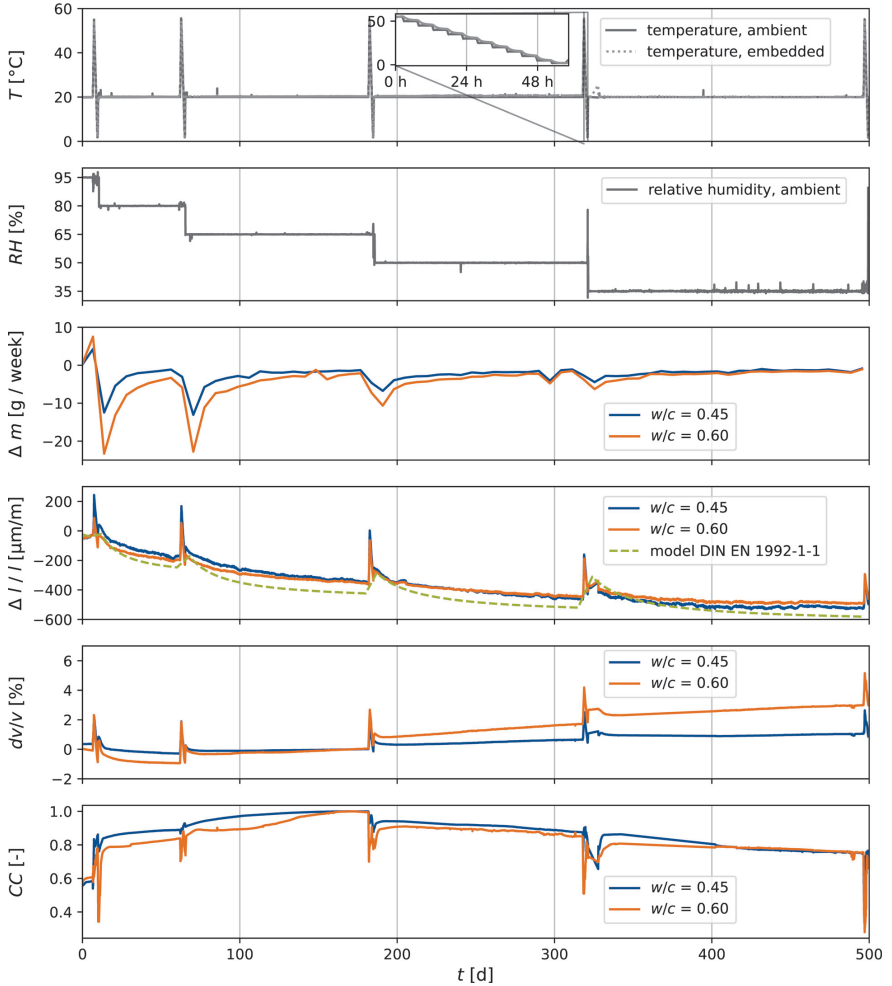 60
40
20
0
T [°C]
50
0
0 h
24 h
48 h
temperature, ambient
temperature, embedded
95
80
65
50
35
RH [%]
relative humidity, ambient
10
0
−10
−20
Δ m [g / week]
w/c = 0.45
w/c = 0.60
200
0
−200
−400
−600
Δ l / l [µm/m]
w/c = 0.45
w/c = 0.60
model DIN EN 1992-1-1
6
4
2
0
−2
dv/v [%]
w/c = 0.45
w/c = 0.60
1.0
0.8
0.6
0.4
CC [-]
w/c = 0.45
w/c = 0.60
0
100
200
300
400
500
t [d]